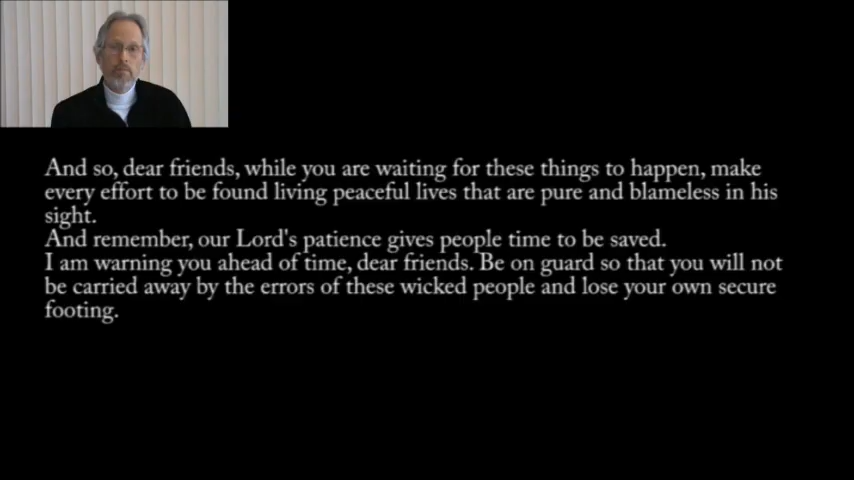 And so, dear friends, while you are waiting for these things to happen, make
every effort to be found living peaceful lives that are pure and blameless in his
sight.
And remember, our Lord's patience gives people time to be saved.
I am warning you ahead of time, dear friends. Be on guard so that you will not
be carried away by the errors of these wicked people and lose your own secure
footing.